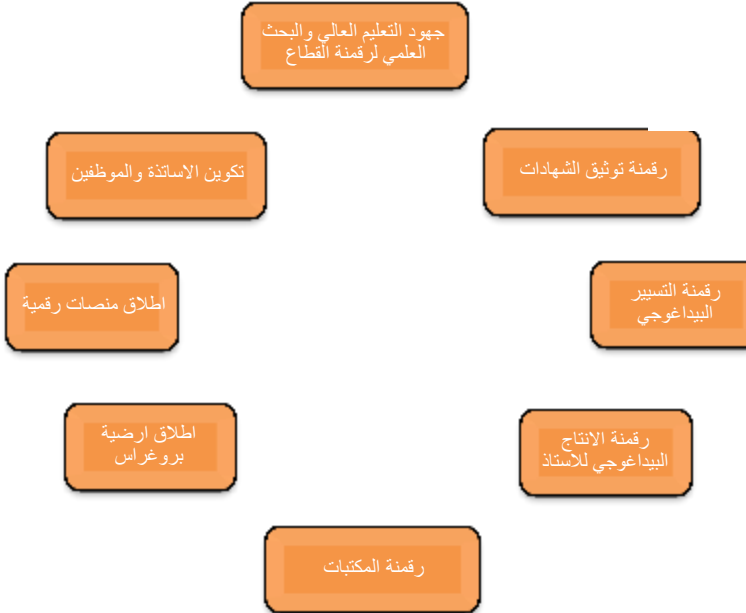 جهود التعليم العالي والبحث
العلمي لرقمنة القطاع
رقمنة توثيق الشهادات
تكوين الاساتذة والموظفين
رقمنة التسيير
البيداغوجي
اطلاق منصات رقمية
رقمنة الانتاج
البيداغوجي للاستاذ
اطلاق ارضية
بروغراس
رقمنة المكتبات